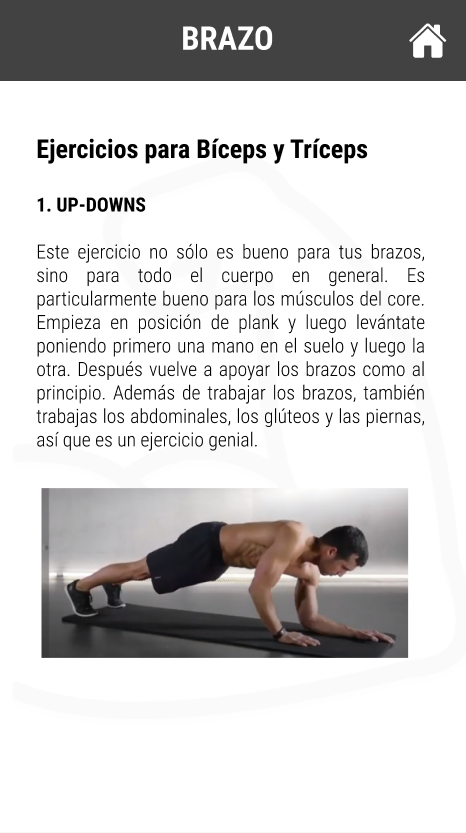 BRAZO
Ejercicios para Bíceps y Tríceps
1. UP-DOWNS
Este ejercicio no sólo es bueno para tus brazos,
sino para todo el cuerpo en general. Es
particularmente bueno para los músculos del core.
Empieza en posición de plank y luego levántate
poniendo primero una mano en el suelo y luego la
otra. Después vuelve a apoyar los brazos como al
principio. Además de trabajar los brazos, también
trabajas los abdominales, los glúteos y las piernas,
así que es un ejercicio genial.